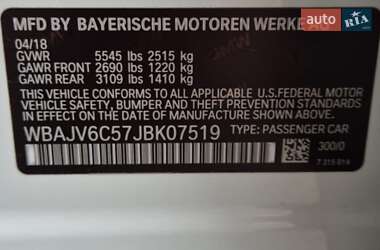 MFD BY BAYERISCHE MOTOREN WERKE AG
04/18
GVWR 5545 lbs 2515 kg
GAWR FRONT 2690 lbs 1220 kg
GAWR REAR 3109 lbs 1410 kg
THIS VEHICLE CONFORMS TO ALL APPLICABLE U.S.FEDERAL MOTOR
VEHICLE SAFETY, BUMPER, AND THEFT PREVENTION STANDARDS
IN EFFECT ON THE DATE OF MANUFACTURE SHOWN ABOVE.
WBAJV6C57JBK07519 TYPE: PASSENGER CAR
300/0
AUTO RIA